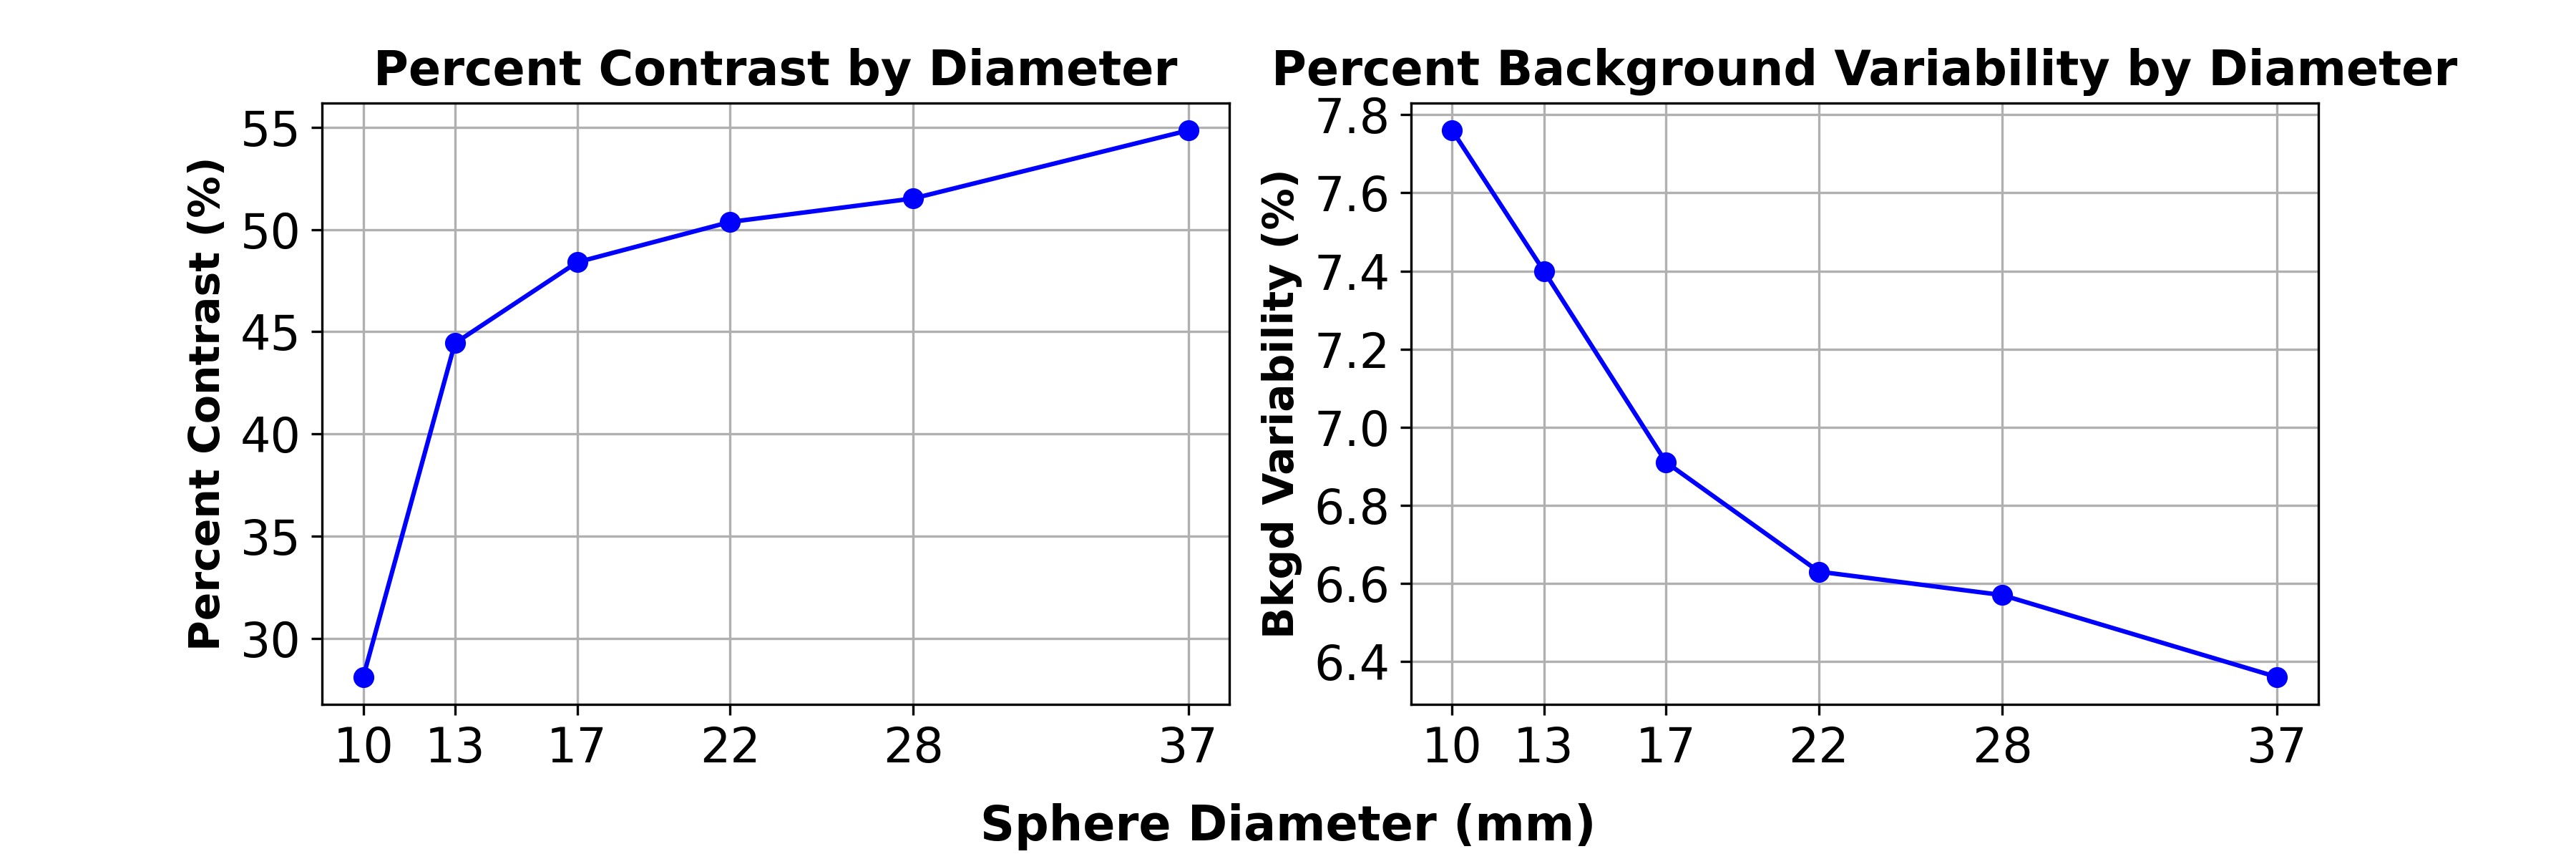 Percent Contrast by Diameter
Percent Contrast (%)
55
50
45
40
35
30
10 13 17 22 28 37
Percent Background Variability by Diameter
Bkgd Variability (%)
7.8
7.6
7.4
7.2
7.0
6.8
6.6
6.4
10 13 17 22 28 37
Sphere Diameter (mm)